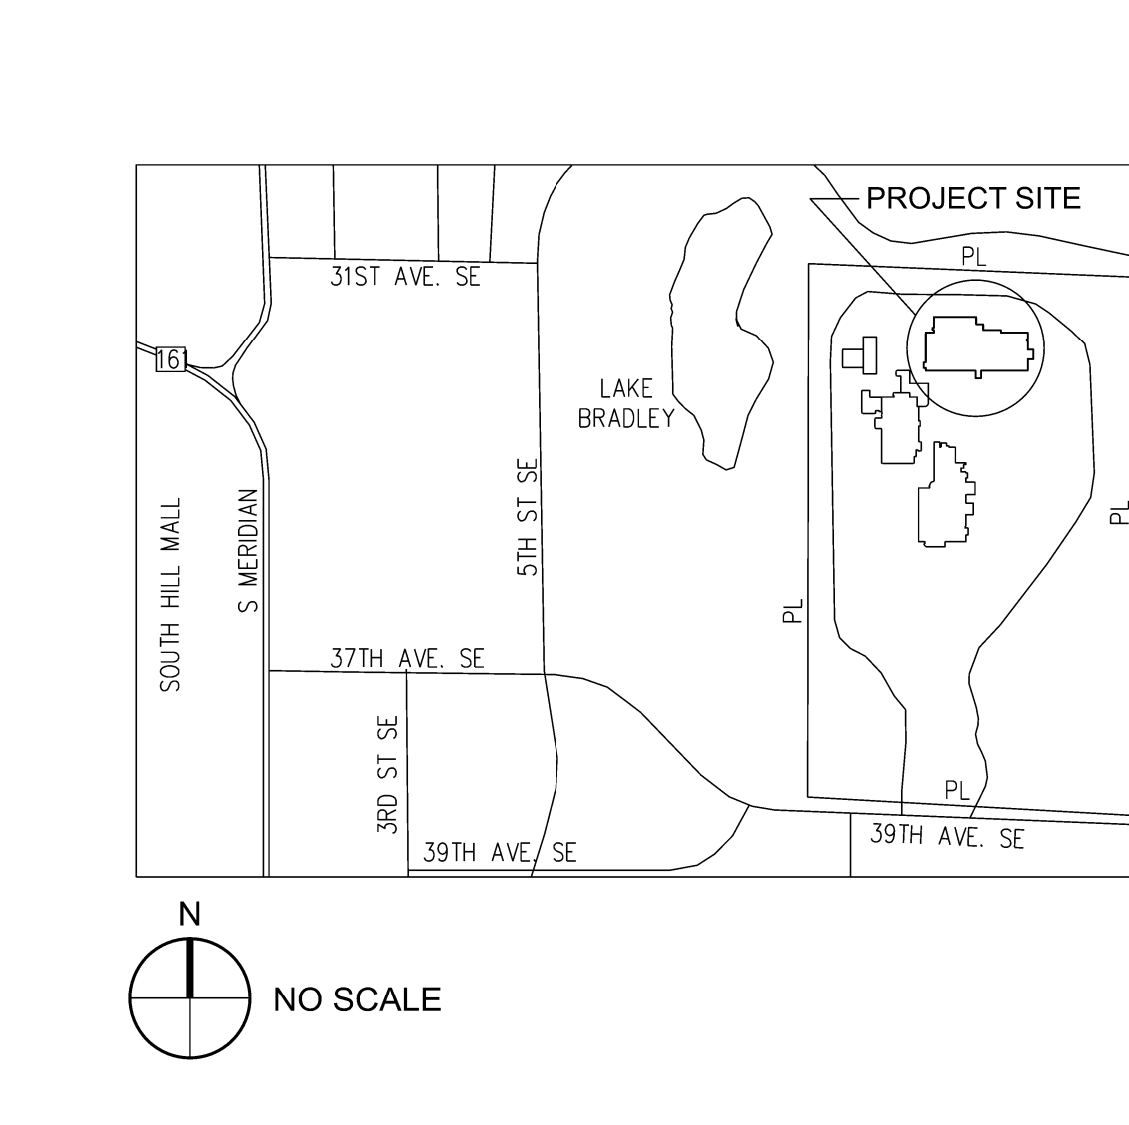 PROJECT SITE
PL
31ST AVE. SE
161
LAKE
BRADLEY
5TH ST SE
S MERIDIAN
SOUTH HILL MALL
PL
PL
37TH AVE. SE
3RD ST SE
PL
39TH AVE. SE
39TH AVE. SE
N
NO SCALE